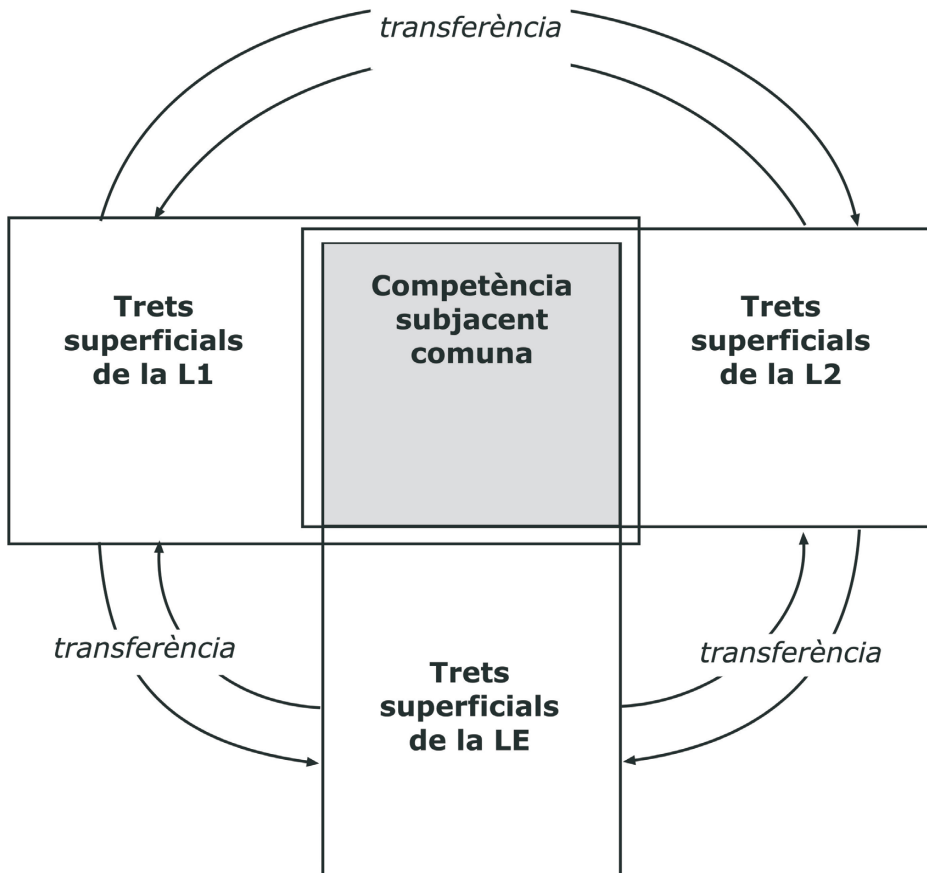 transferència
Trets
superficials
de la L1
Competència
subjacent
comuna
Trets
superficials
de la L2
transferència
Trets
superficials
de la LE
transferència